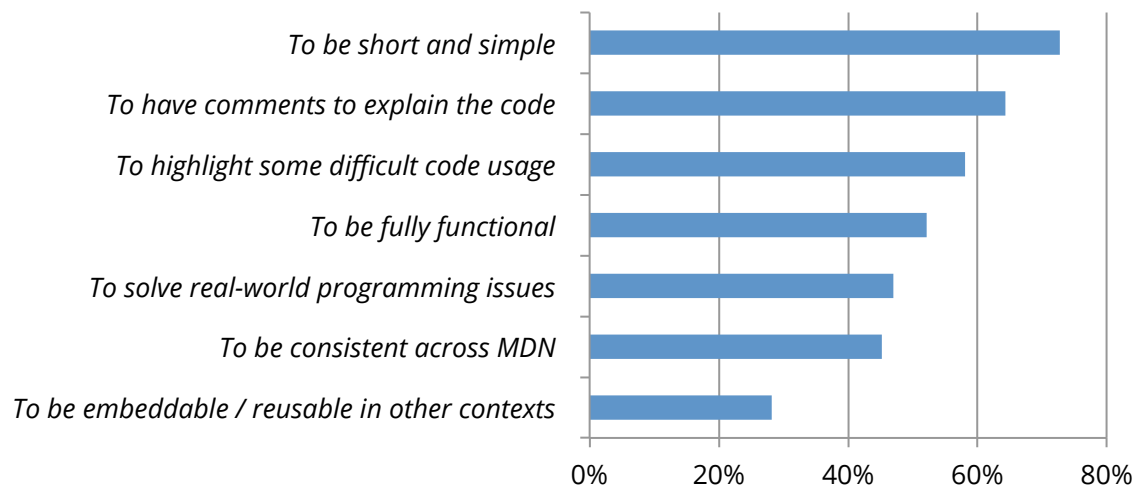 To be short and simple
To have comments to explain the code
To highlight some difficult code usage
To be fully functional
To solve real-world programming issues
To be consistent across MDN
To be embeddable / reusable in other contexts
0% 20% 40% 60% 80%